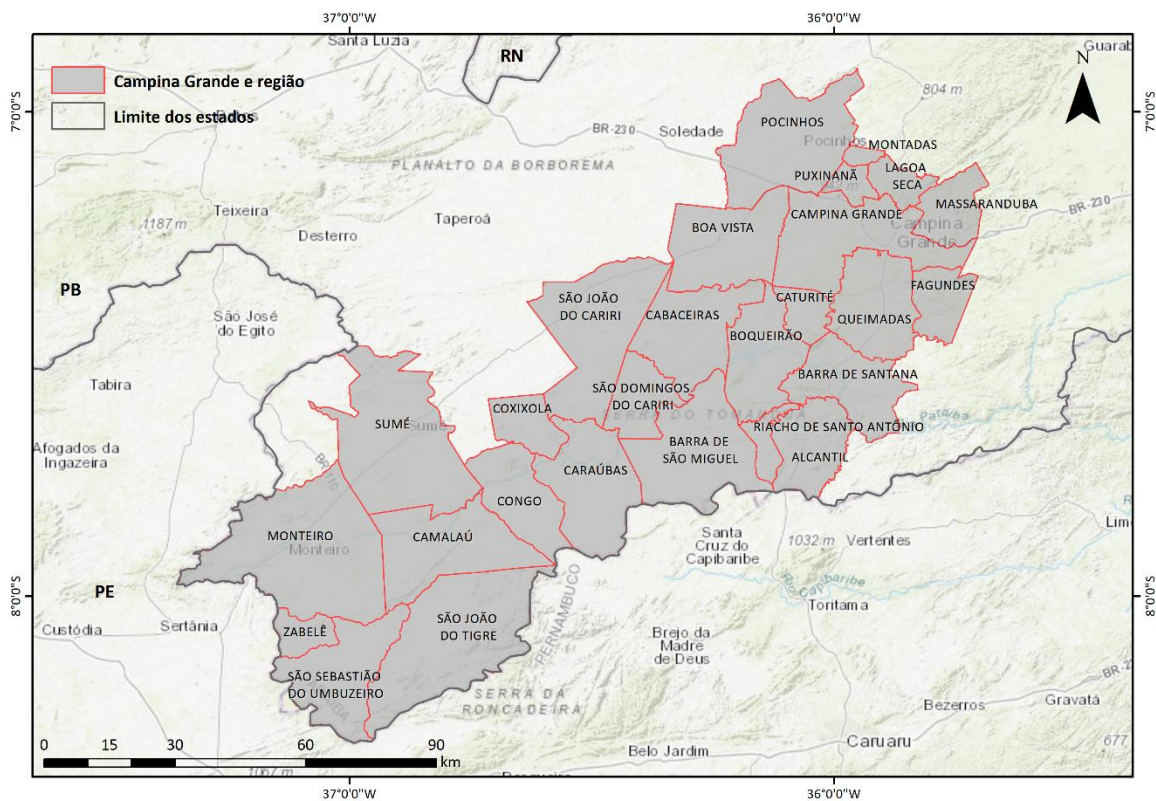 37°0'0"W
36°0'0"W
Santa Luzia
RN
Guarab
N
Campina Grande e região
Limite dos estados
804 m
7°0'0"S
7°0'0"S
POCINHOS
BR-230
Soledade
Pocinhos
MONTADAS
PLANALTO DA BORBOREMA
PUXINANÃ
LAGOA
SECA
Teixeira
1187 m
Taperoá
Desterro
MASSARANDUBA
BR-230
CAMPINA GRANDE
Campina
Grande
BOA VISTA
PB
São José
do Egito
SÃO JOÃO
DO CARIRI
CABACEIRAS
CATURITÉ
FAGUNDES
QUEIMADAS
BOQUEIRÃO
Tabira
BARRA DE SANTANA
SÃO DOMINGOS
DO CARIRI
COXIXOLA
SUMÉ
Sumé
RIACHO DE SANTO ANTÔNIO
Afogados da
Ingazeira
BR-110
BARRA DE
SÃO MIGUEL
ALCANTIL
CARAÚBAS
CONGO
MONTEIRO
Monteiro
CAMALAÚ
Santa
Cruz do
Capibaribe
1032 m
Vertentes
Limo
PE
8°0'0"S
8°0'0"S
Rio Capibaribe
Toritama
Custódia
Sertânia
ZABELÊ
SÃO JOÃO
DO TIGRE
PERNAMBUCO
Brejo da
Madre
de Deus
SÃO SEBASTIÃO
DO UMBUZEIRO
SERRA DA
RONCADEIRA
Bezerros
Gravatá
0 15 30 60 90
km
Belo Jardim
Caruaru
677
37°0'0"W
36°0'0"W